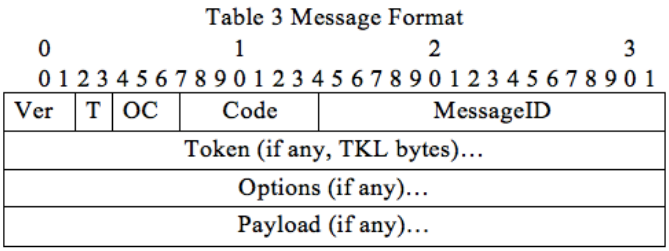 Table 3 Message Format
0 1 2 3
0 1 2 3 4 5 6 7 8 9 0 1 2 3 4 5 6 7 8 9 0 1 2 3 4 5 6 7 8 9 0 1
Ver T OC Code MessageID
Token (if any, TKL bytes)...
Options (if any)...
Payload (if any)...